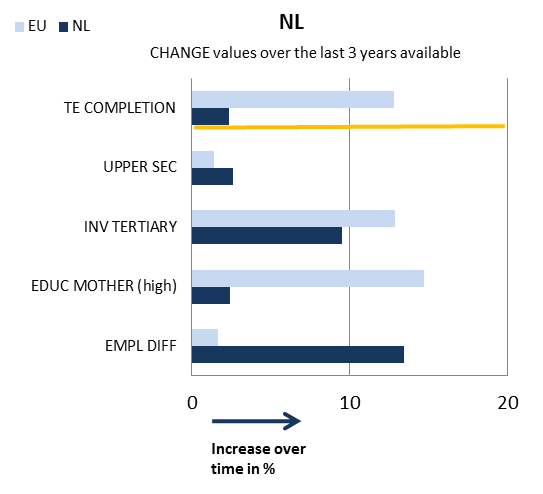 EU NL
NL
CHANGE values over the last 3 years available
TE COMPLETION
UPPER SEC
INV TERTIARY
EDUC MOTHER (high)
EMPL DIFF
0 10 20
Increase over
time in %